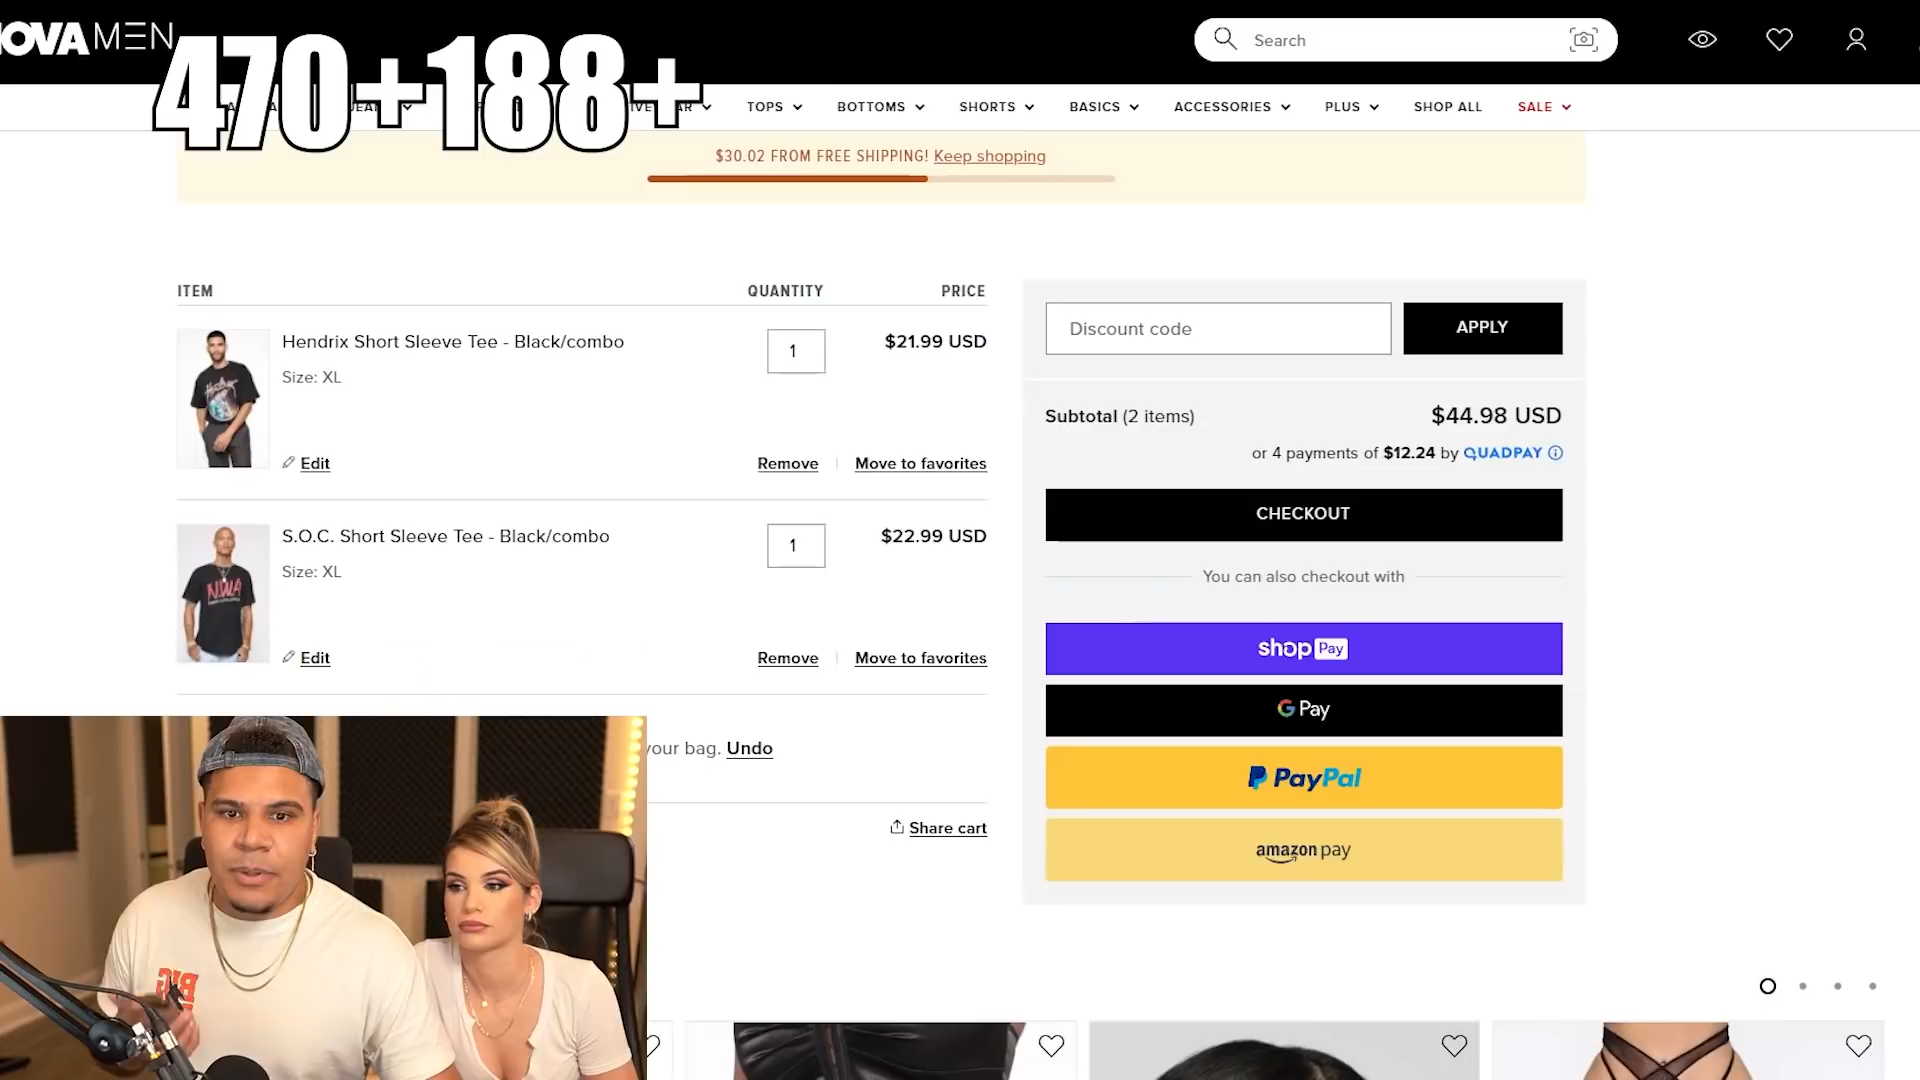 NOVAMEN
470+188+
Search
TOPS
BOTTOMS
SHORTS
BASICS
ACCESSORIES
PLUS
SHOP ALL
SALE
$30.02 FROM FREE SHIPPING! Keep shopping
ITEM QUANTITY PRICE
Hendrix Short Sleeve Tee - Black/combo 1 $21.99 USD
Size: XL
Edit Remove Move to favorites
S.O.C. Short Sleeve Tee - Black/combo 1 $22.99 USD
Size: XL
N.W.A
Edit Remove Move to favorites
your bag. Undo
Share cart
Discount code APPLY
Subtotal (2 items) $44.98 USD
or 4 payments of $12.24 by QUADPAY
CHECKOUT
You can also checkout with
shop Pay
G Pay
PayPal
amazon pay
BIG